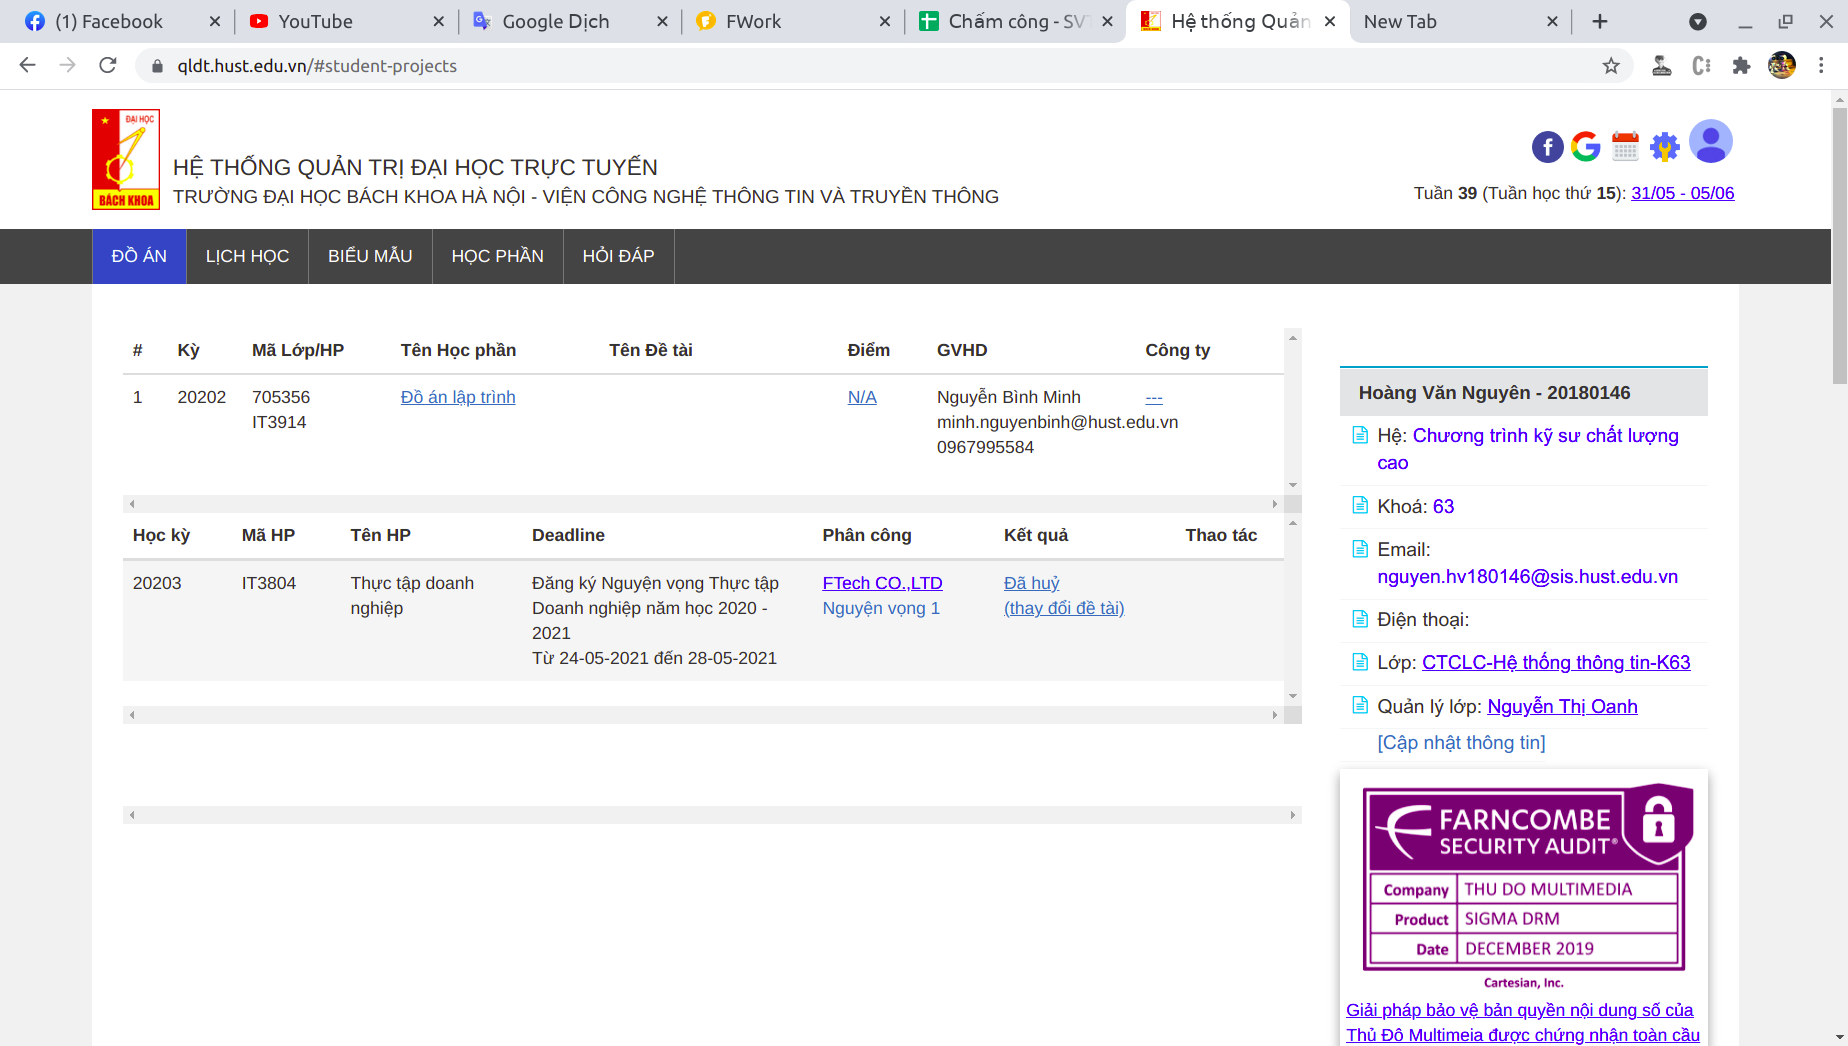 (1) Facebook
YouTube
Google Dịch
FWork
Chấm công - SV
Hệ thống Quản
New Tab
qldt.hust.edu.vn/#student-projects
ĐẠI HỌC
BÁCH KHOA
HỆ THỐNG QUẢN TRỊ ĐẠI HỌC TRỰC TUYẾN
TRƯỜNG ĐẠI HỌC BÁCH KHOA HÀ NỘI - VIỆN CÔNG NGHỆ THÔNG TIN VÀ TRUYỀN THÔNG
Tuần 39 (Tuần học thứ 15): 31/05 - 05/06
ĐỒ ÁN LỊCH HỌC BIỂU MẪU HỌC PHẦN HỎI ĐÁP
# Kỳ Mã Lớp/HP Tên Học phần Tên Đề tài Điểm GVHD Công ty
1 20202 705356 Đồ án lập trình N/A Nguyễn Bình Minh ---
IT3914 minh.nguyenbinh@hust.edu.vn
0967995584
Học kỳ Mã HP Tên HP Deadline Phân công Kết quả Thao tác
20203 IT3804 Thực tập doanh Đăng ký Nguyện vọng Thực tập FTech CO.,LTD Đã huỷ
nghiệp Doanh nghiệp năm học 2020 - Nguyện vọng 1 (thay đổi đề tài)
2021
Từ 24-05-2021 đến 28-05-2021
Hoàng Văn Nguyên - 20180146
Hệ: Chương trình kỹ sư chất lượng
cao
Khoá: 63
Email:
nguyen.hv180146@sis.hust.edu.vn
Điện thoại:
Lớp: CTCLC-Hệ thống thông tin-K63
Quản lý lớp: Nguyễn Thị Oanh
[Cập nhật thông tin]
FARNCOMBE
SECURITY AUDIT®
Company THU DO MULTIMEDIA
Product SIGMA DRM
Date DECEMBER 2019
Cartesian, Inc.
Giải pháp bảo vệ bản quyền nội dung số của
Thủ Đô Multimeia được chứng nhận toàn cầu